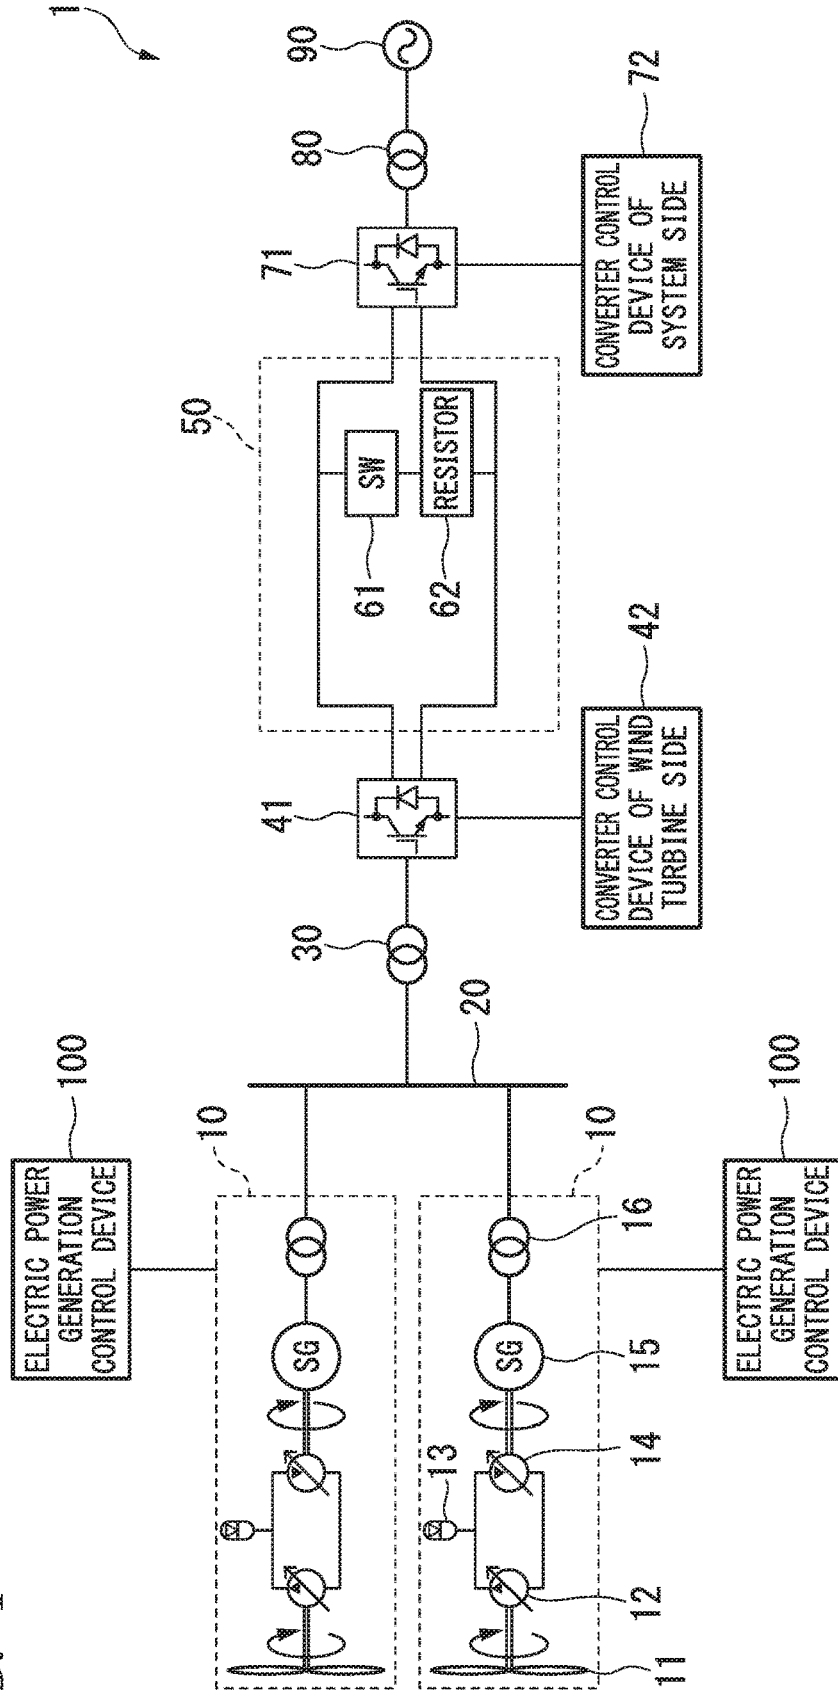 1
90
80
71
72
CONVERTER CONTROL
DEVICE OF
SYSTEM SIDE
50
SW
RESISTOR
61
62
41
42
CONVERTER CONTROL
DEVICE OF WIND
TURBINE SIDE
30
20
100
ELECTRIC POWER
GENERATION
CONTROL DEVICE
10
SG
10
16
SG
15
14
13
12
11
100
ELECTRIC POWER
GENERATION
CONTROL DEVICE